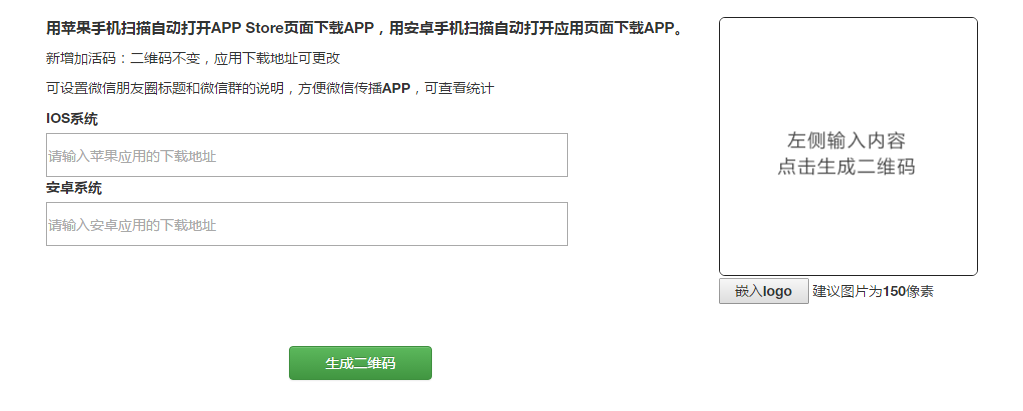 用苹果手机扫描自动打开APP Store页面下载APP，用安卓手机扫描自动打开应用页面下载APP。
新增加活码：二维码不变，应用下载地址可更改
可设置微信朋友圈标题和微信群的说明，方便微信传播APP，可查看统计
IOS系统
请输入苹果应用的下载地址
安卓系统
请输入安卓应用的下载地址
生成二维码
左侧输入内容
点击生成二维码
嵌入logo 建议图片为150像素